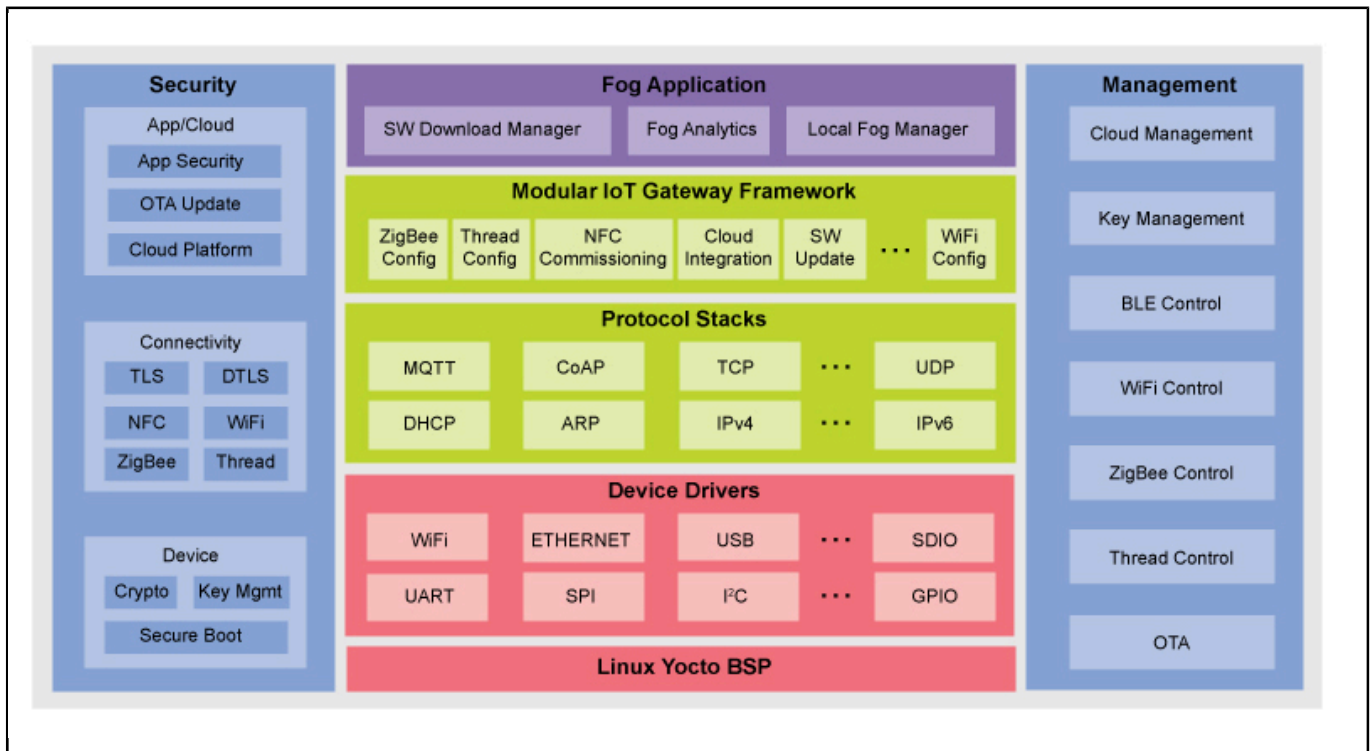 Security
App/Cloud
App Security
OTA Update
Cloud Platform
Connectivity
TLS DTLS
NFC WiFi
ZigBee Thread
Device
Crypto Key Mgmt
Secure Boot
Fog Application
SW Download Manager Fog Analytics Local Fog Manager
Modular IoT Gateway Framework
ZigBee Thread NFC Cloud SW WiFi
Config Config Commissioning Integration Update ... Config
Protocol Stacks
MQTT CoAP TCP ... UDP
DHCP ARP IPv4 ... IPv6
Device Drivers
WiFi ETHERNET USB ... SDIO
UART SPI I²C ... GPIO
Linux Yocto BSP
Management
Cloud Management
Key Management
BLE Control
WiFi Control
ZigBee Control
Thread Control
OTA